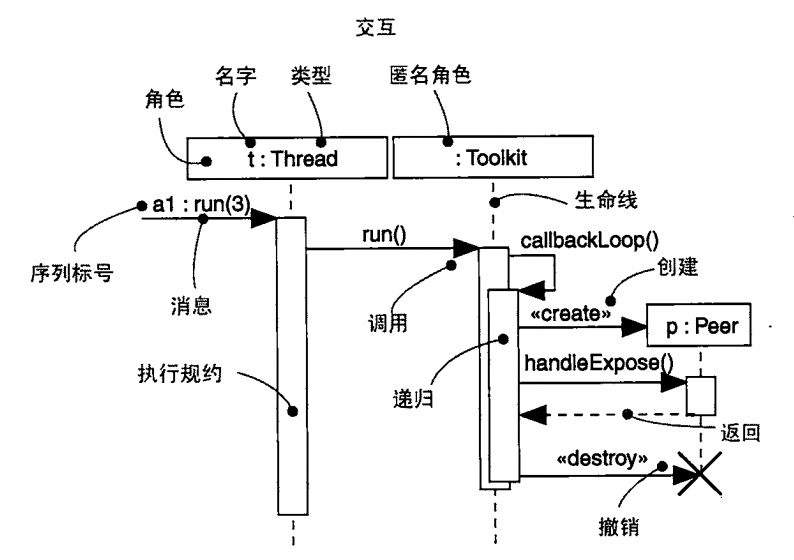 交互
名字 类型 匿名角色
角色
t : Thread : Toolkit
a1 : run(3)
生命线
run()
callbackLoop()
序列标号
消息
调用
创建
«create»
p : Peer
执行规约
递归
handleExpose()
返回
«destroy»
撤销